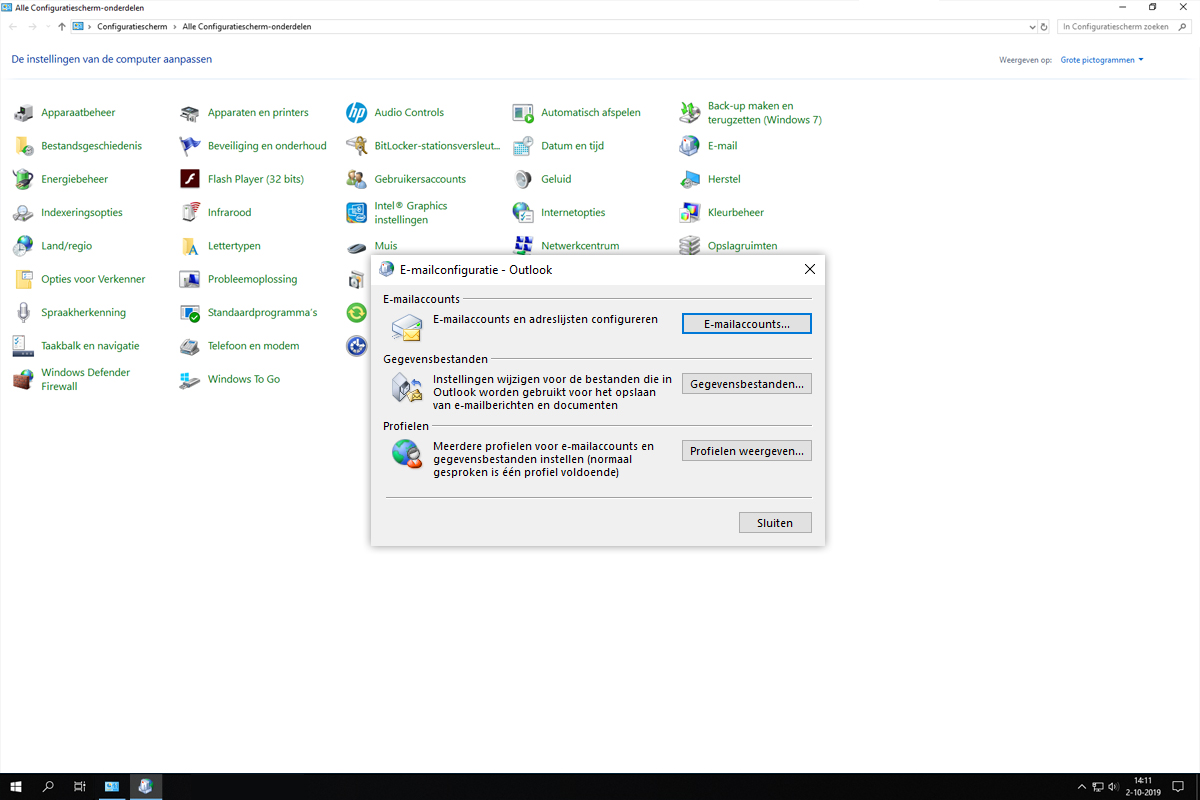 Alle Configuratiescherm-onderdelen
Configuratiescherm
Alle Configuratiescherm-onderdelen
In Configuratiescherm zoeken
De instellingen van de computer aanpassen
Weergeven op:
Grote pictogrammen
Apparaatbeheer
Apparaten en printers
Audio Controls
Automatisch afspelen
Back-up maken en
terugzetten (Windows 7)
Bestandsgeschiedenis
Beveiliging en onderhoud
BitLocker-stationsversleut...
Datum en tijd
E-mail
Energiebeheer
Flash Player (32 bits)
Gebruikersaccounts
Geluid
Herstel
Indexeringsopties
Infrarood
Intel® Graphics
instellingen
Internetopties
Kleurbeheer
Land/regio
Lettertypen
Muis
Netwerkcentrum
Opslagruimten
Opties voor Verkenner
Probleemoplossing
Spraakherkenning
Standaardprogramma's
Taakbalk en navigatie
Telefoon en modem
Windows Defender
Firewall
Windows To Go
E-mailconfiguratie - Outlook
E-mailaccounts
E-mailaccounts en adreslijsten configureren
E-mailaccounts...
Gegevensbestanden
Instellingen wijzigen voor de bestanden die in
Outlook worden gebruikt voor het opslaan
van e-mailberichten en documenten
Gegevensbestanden...
Profielen
Meerdere profielen voor e-mailaccounts en
gegevensbestanden instellen (normaal
gesproken is één profiel voldoende)
Profielen weergeven...
Sluiten
14:11
2-10-2019